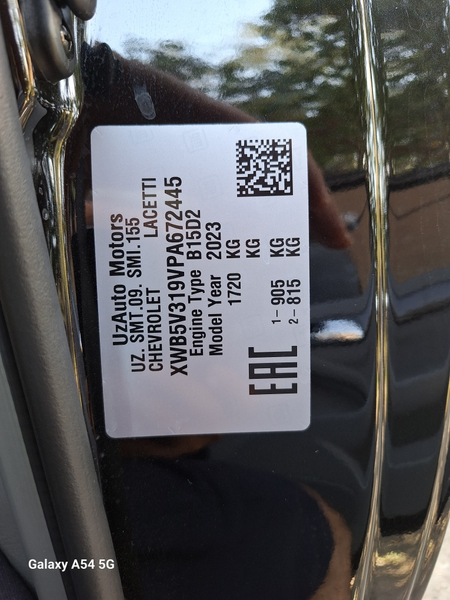 UzAuto Motors
UZ. SMT.09. SMI.155
CHEVROLET LACETTI
XWB5V319VPA672445
Engine Type B15D2
Model Year 2023
1720 KG
KG
1- 905 KG
2- 815 KG
EAC
Galaxy A54 5G